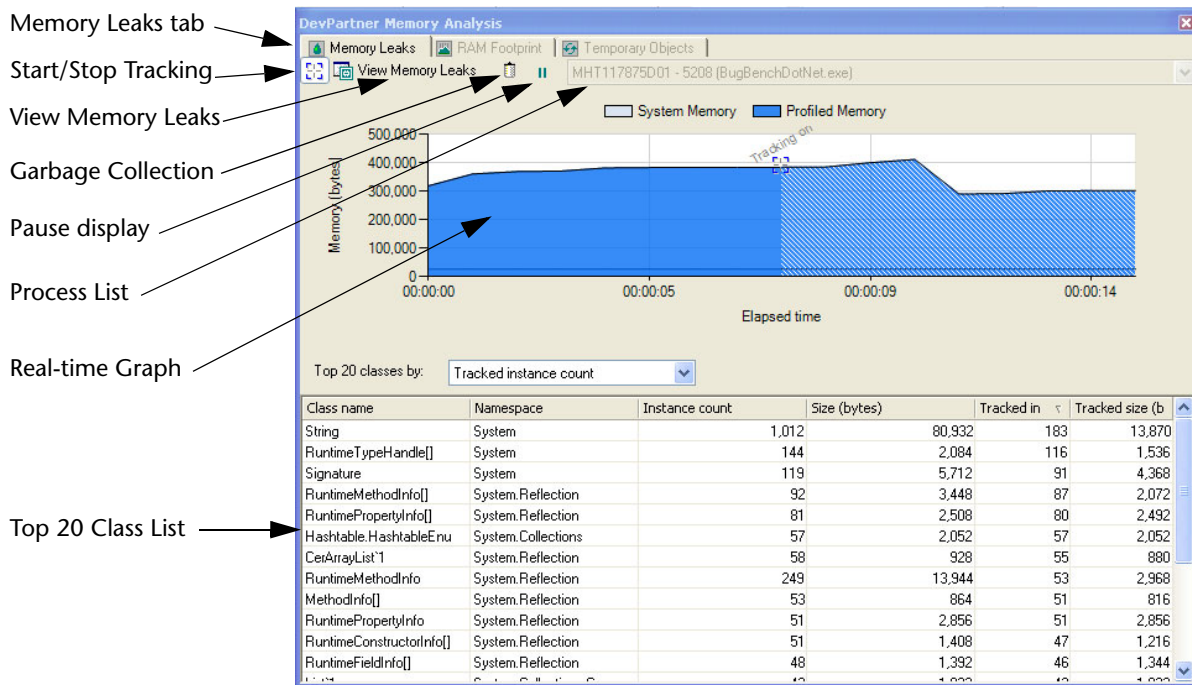 Memory Leaks tab
Start/Stop Tracking
View Memory Leaks
Garbage Collection
Pause display
Process List
Real-time Graph
Top 20 Class List
DevPartner Memory Analysis
Memory Leaks RAM Footprint Temporary Objects
View Memory Leaks MHT117875D01 - 5208 (BugBenchDotNet.exe)
System Memory Profiled Memory
Tracking on
Memory (bytes)
500,000
400,000
300,000
200,000
100,000
0
00:00:00 00:00:05 00:00:09 00:00:14
Elapsed time
Top 20 classes by: Tracked instance count
Class name Namespace Instance count Size (bytes) Tracked in Tracked size (b
String System 1,012 80,932 183 13,870
RuntimeTypeHandle[] System 144 2,084 116 1,536
Signature System 119 5,712 91 4,368
RuntimeMethodInfo[] System.Reflection 92 3,448 87 2,072
RuntimePropertyInfo[] System.Reflection 81 2,508 80 2,492
Hashtable.HashtableEnu System.Collections 57 2,052 57 2,052
CerArrayList`1 System.Reflection 58 928 55 880
RuntimeMethodInfo System.Reflection 249 13,944 53 2,968
MethodInfo[] System.Reflection 53 864 51 816
RuntimePropertyInfo System.Reflection 51 2,856 51 2,856
RuntimeConstructorInfo[] System.Reflection 51 1,408 47 1,216
RuntimeFieldInfo[] System.Reflection 48 1,392 46 1,344